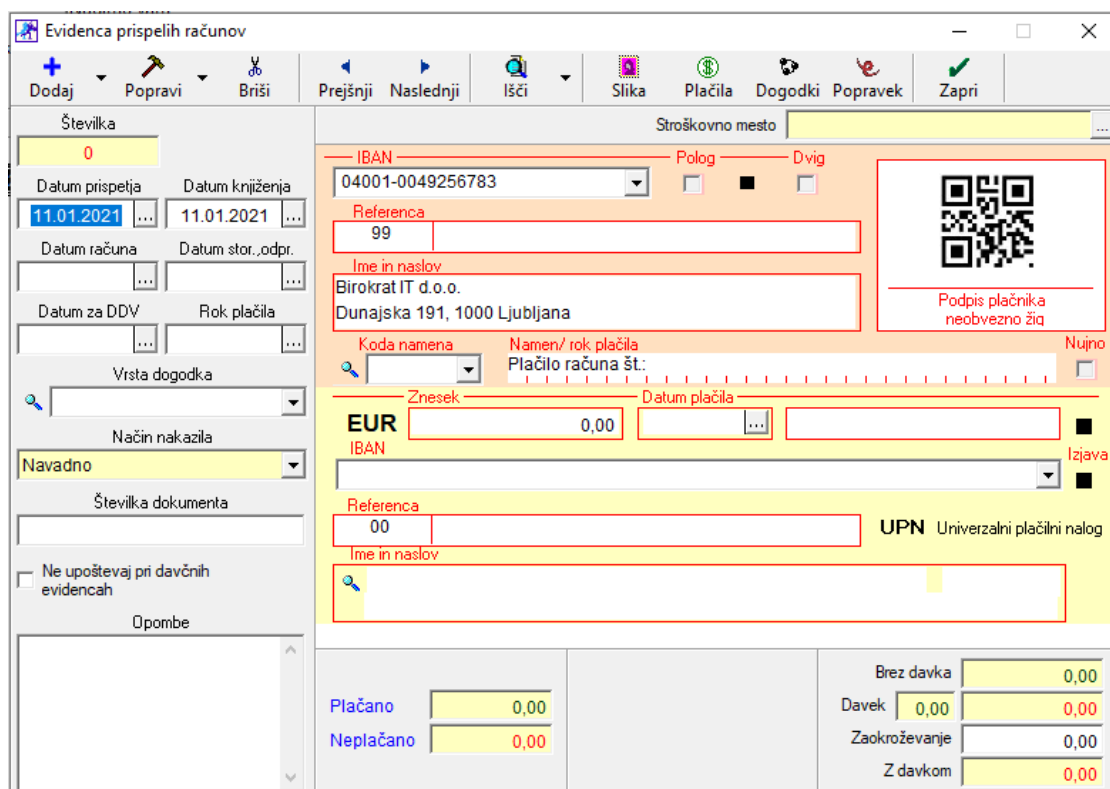 Evidenca prispelih računov
Dodaj Popravi Briši Prejšnji Naslednji Išči Slika Plačila Dogodki Popravek Zapri
Številka
0
Datum prispetja Datum knjiženja
11.01.2021 ... 11.01.2021 ...
Datum računa Datum stor.,odpr.
... ...
Datum za DDV Rok plačila
... ...
Vrsta dogodka
Način nakazila
Navadno
Številka dokumenta
Ne upoštevaj pri davčnih
evidencah
Opombe
Stroškovno mesto ...
IBAN Polog Dvig
04001-0049256783
Referenca
99
Ime in naslov
Birokrat IT d.o.o.
Dunajska 191, 1000 Ljubljana
Podpis plačnika
neobvezno žig
Koda namena Namen/ rok plačila Nujno
Plačilo računa št.:
Znesek Datum plačila
EUR 0,00 ...
IBAN Izjava
Referenca
00
UPN Univerzalni plačilni nalog
Ime in naslov
Plačano 0,00
Neplačano 0,00
Brez davka 0,00
Davek 0,00 0,00
Zaokroževanje 0,00
Z davkom 0,00